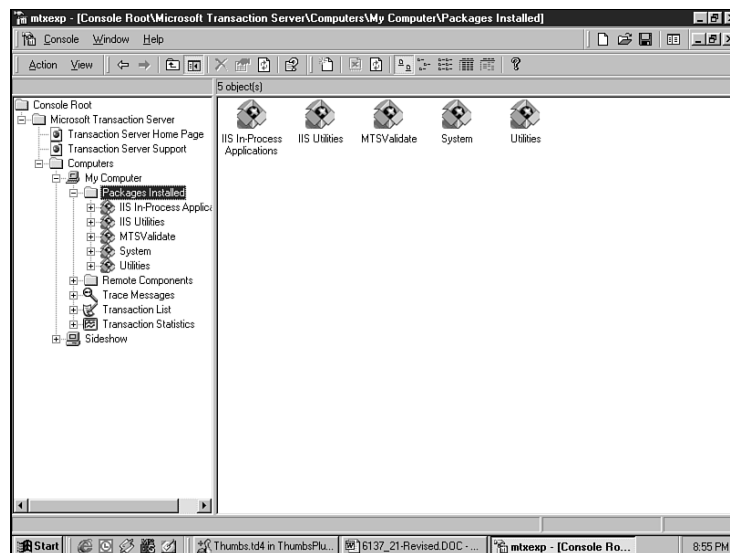 mtxexp - [Console Root\Microsoft Transaction Server\Computers\My Computer\Packages Installed]
Console Window Help
Action View
5 object(s)
Console Root
Microsoft Transaction Server
Transaction Server Home Page
Transaction Server Support
Computers
My Computer
Packages Installed
IIS In-Process Applica
IIS Utilities
MTSValidate
System
Utilities
Remote Components
Trace Messages
Transaction List
Transaction Statistics
Sideshow
IIS In-Process Applications
IIS Utilities
MTSValidate
System
Utilities
Start
Thumbs.td4 in ThumbsPlu...
6137_21-Revised.DOC - ...
mtxexp - [Console Ro...
8:55 PM